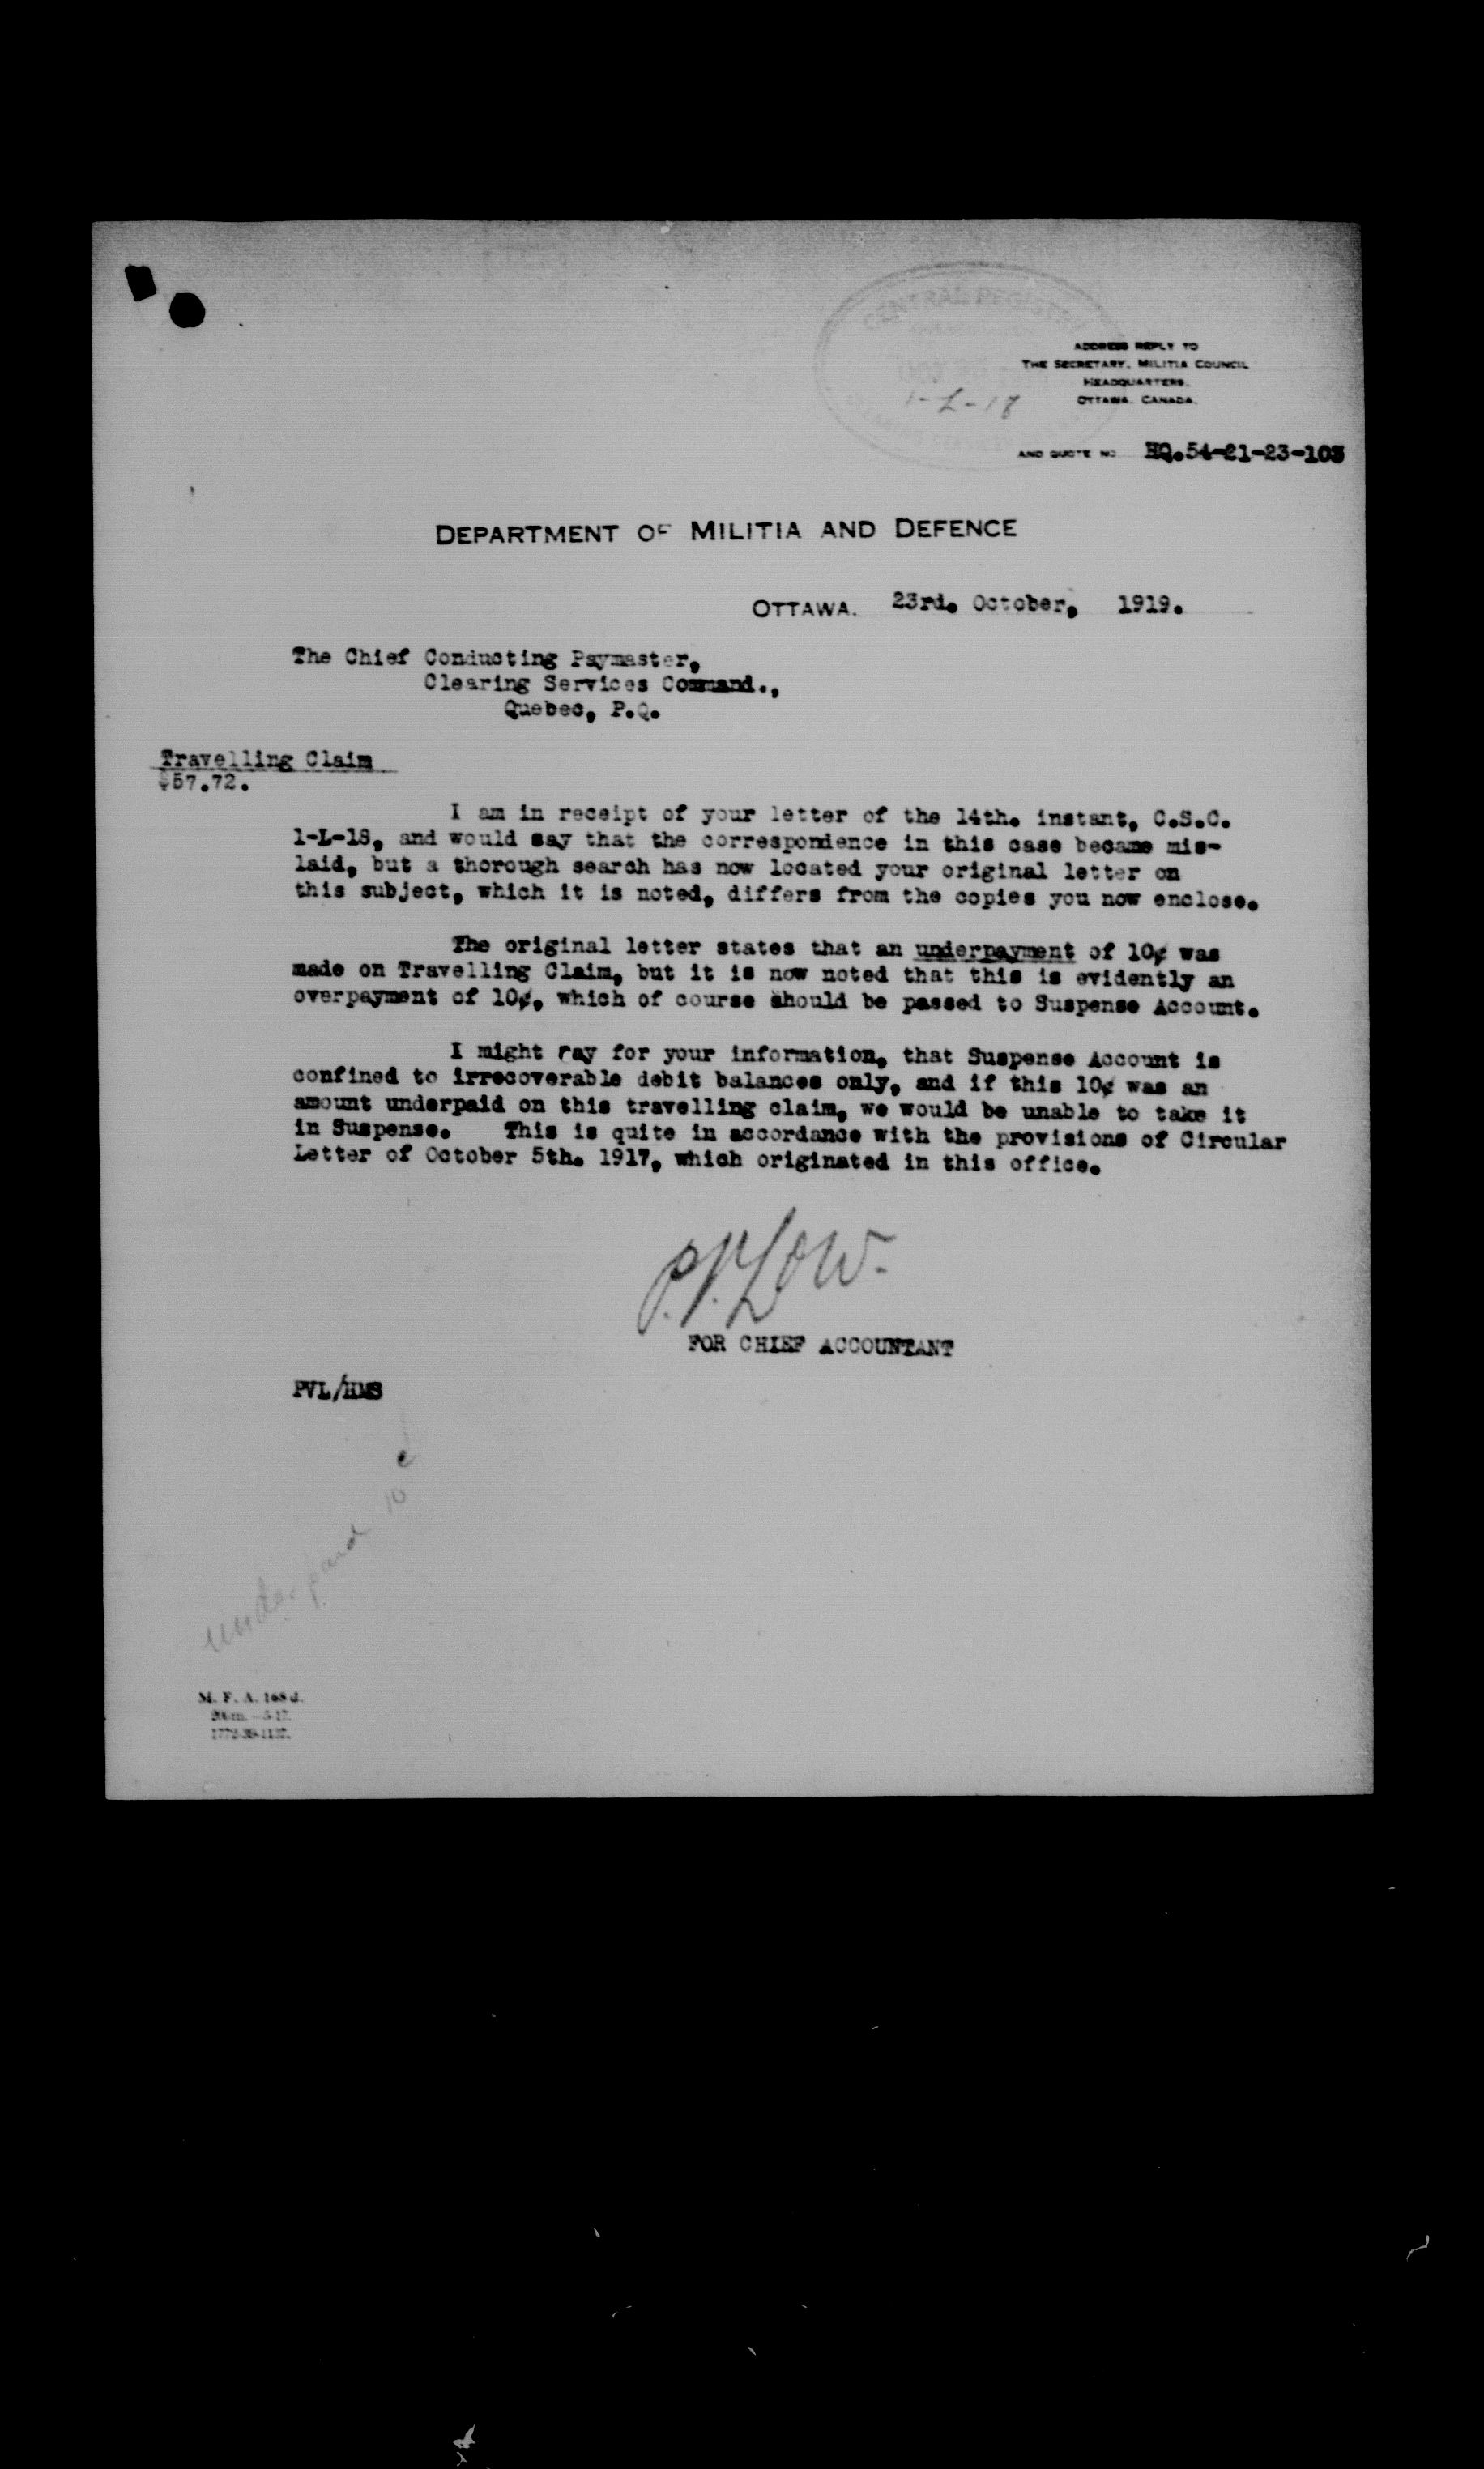 CENTRAL REGISTRY
OCT
1-L-18
ADDRESS REPLY TO
THE SECRETARY, MILITIA COUNCIL
HEADQUARTERS,
OTTAWA, CANADA.
AND QUOTE NO. HQ.54-21-23-103
DEPARTMENT OF MILITIA AND DEFENCE
OTTAWA. 23rd. October, 1919.
The Chief Conducting Paymaster,
Clearing Services Command.,
Quebec, P.Q.
Travelling Claim
$57.72.
I am in receipt of your letter of the 14th. instant, C.S.C.
1-L-18, and would say that the correspondence in this case became mis-
laid, but a thorough search has now located your original letter on
this subject, which it is noted, differs from the copies you now enclose.
The original letter states that an underpayment of 10¢ was
made on Travelling Claim, but it is now noted that this is evidently an
overpayment of 10¢, which of course should be passed to Suspense Account.
I might say for your information, that Suspense Account is
confined to irrecoverable debit balances only, and if this 10¢ was an
amount underpaid on this travelling claim, we would be unable to take it
in Suspense. This is quite in accordance with the provisions of Circular
Letter of October 5th. 1917, which originated in this office.
P.V. Low.
FOR CHIEF ACCOUNTANT
PVL/HMS
underpaid 10 c
M. F. A. 168 d.